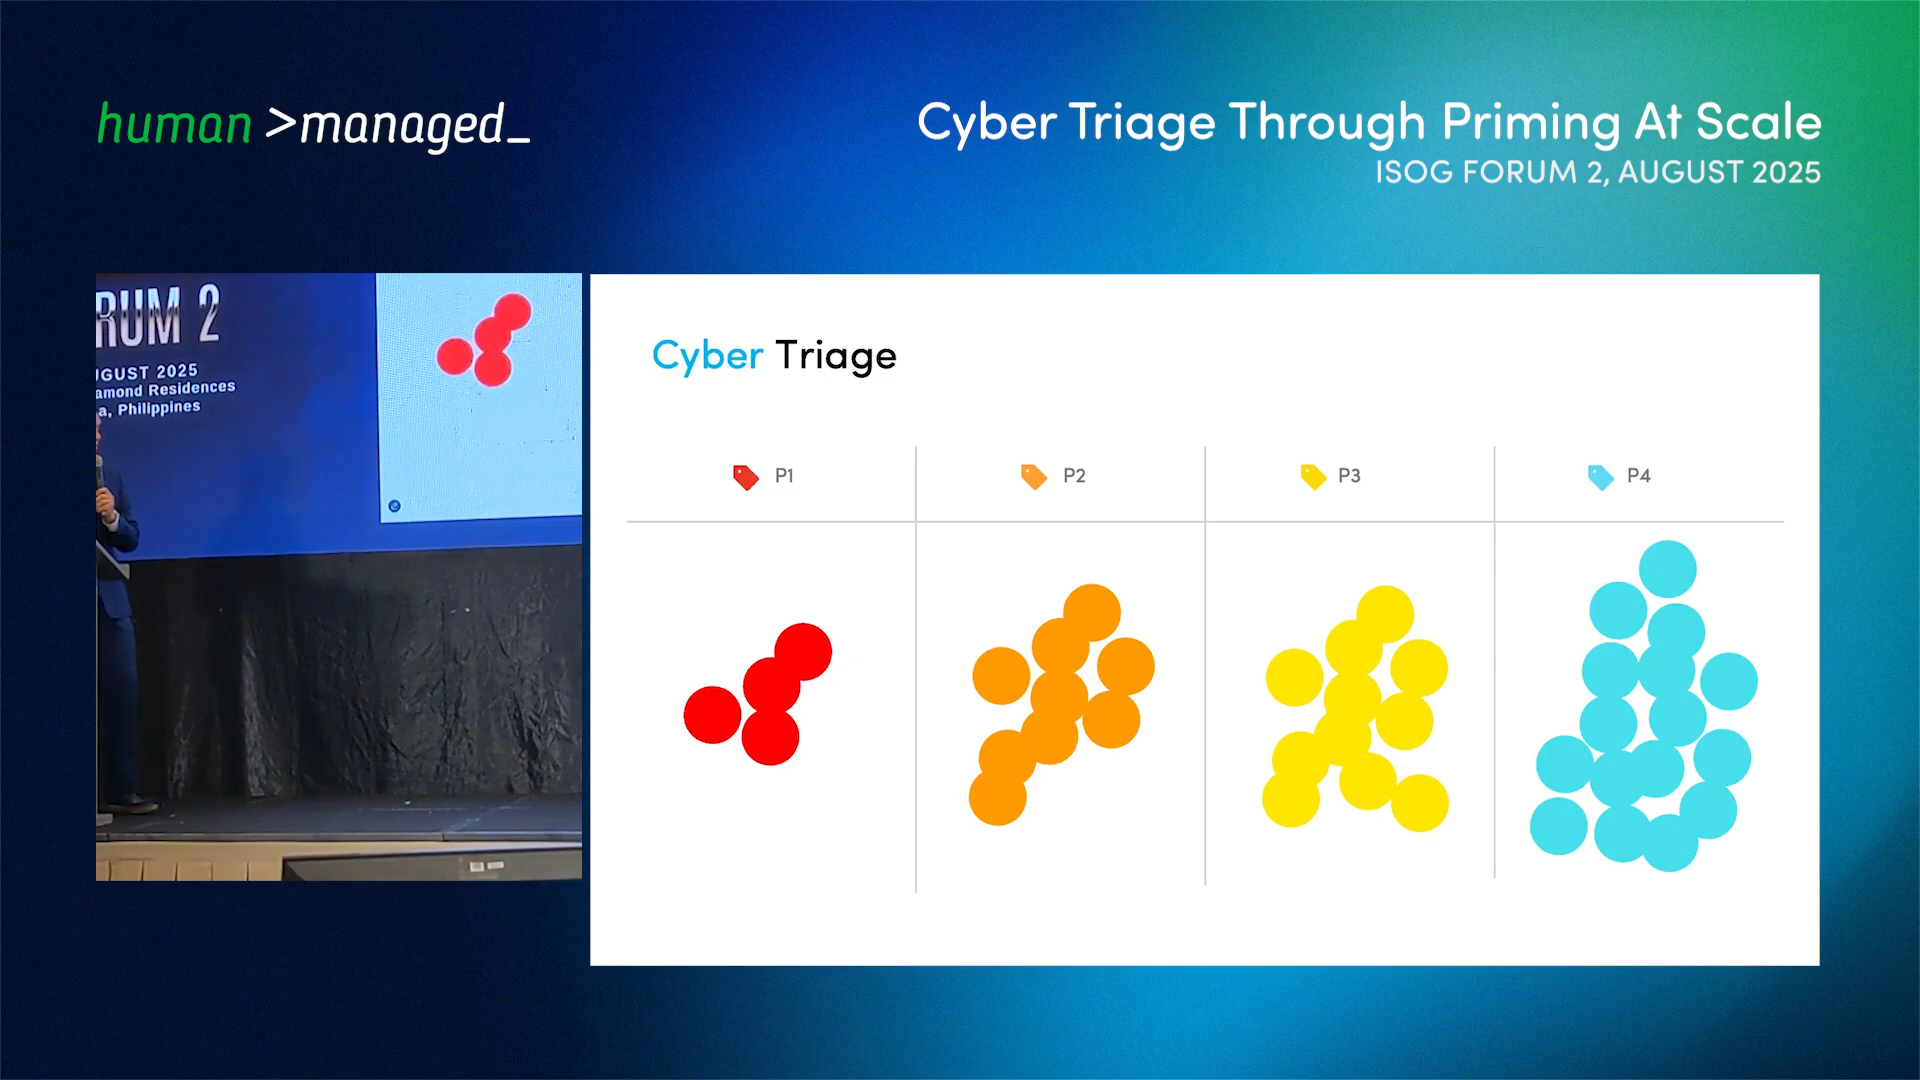 human >managed_
Cyber Triage Through Priming At Scale
ISOG FORUM 2, AUGUST 2025
RUM 2
GUST 2025
amond Residences
a, Philippines
Cyber Triage
P1
P2
P3
P4